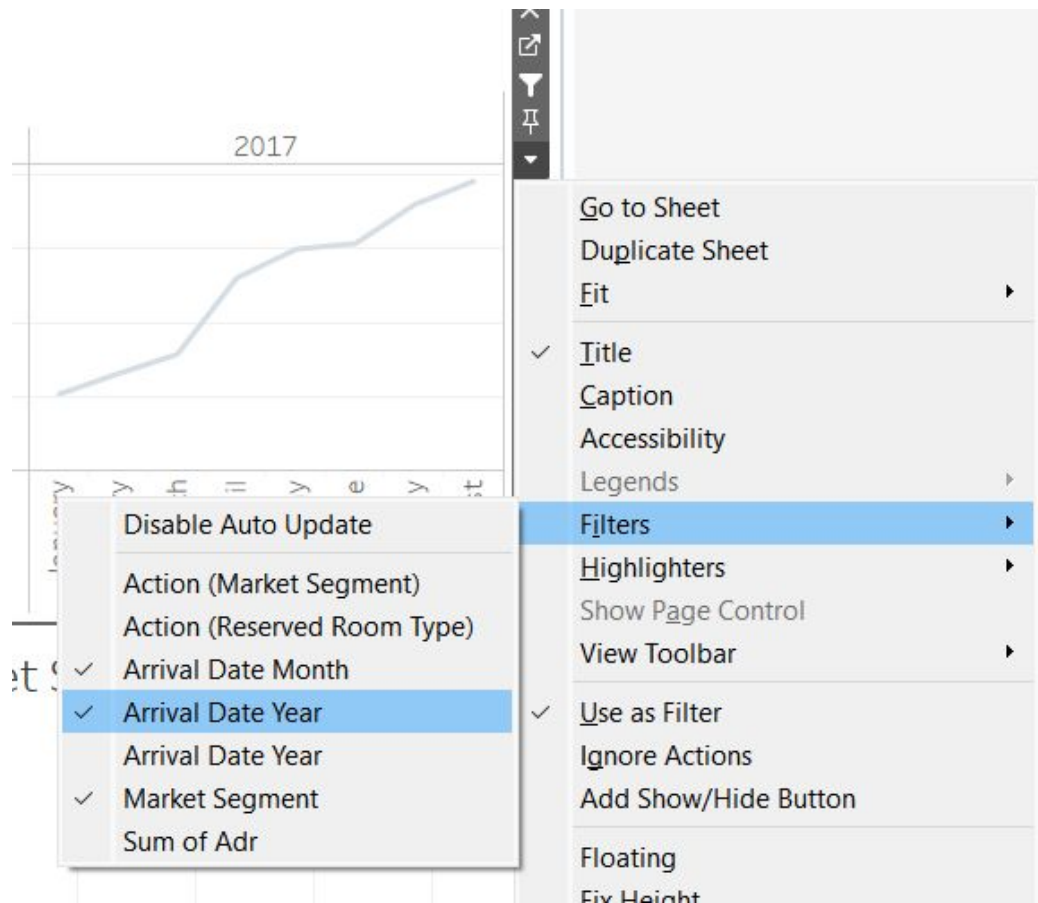 2017
Go to Sheet
Duplicate Sheet
Fit
Title
Caption
Accessibility
Legends
Filters
Highlighters
Show Page Control
View Toolbar
Use as Filter
Ignore Actions
Add Show/Hide Button
Floating
Fix Height
Disable Auto Update
Action (Market Segment)
Action (Reserved Room Type)
Arrival Date Month
Arrival Date Year
Arrival Date Year
Market Segment
Sum of Adr